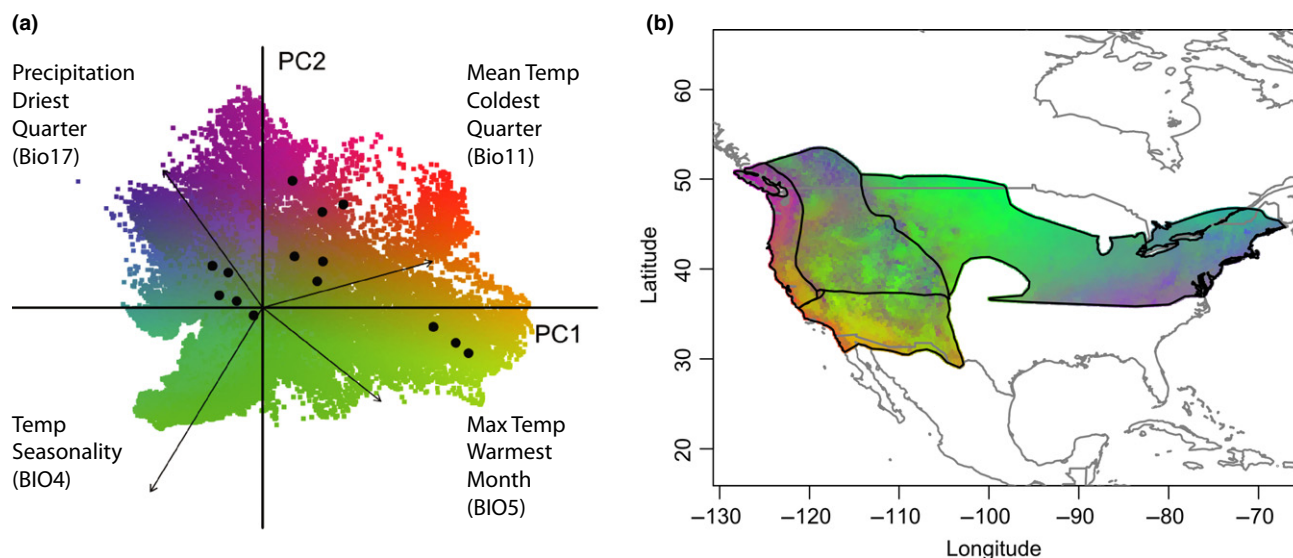 (a)
PC2
Precipitation
Driest
Quarter
(Bio17)
Mean Temp
Coldest
Quarter
(Bio11)
PC1
Temp
Seasonality
(BIO4)
Max Temp
Warmest
Month
(BIO5)
(b)
Latitude
60
50
40
30
20
−130
−120
−110
−100
−90
−80
−70
Longitude